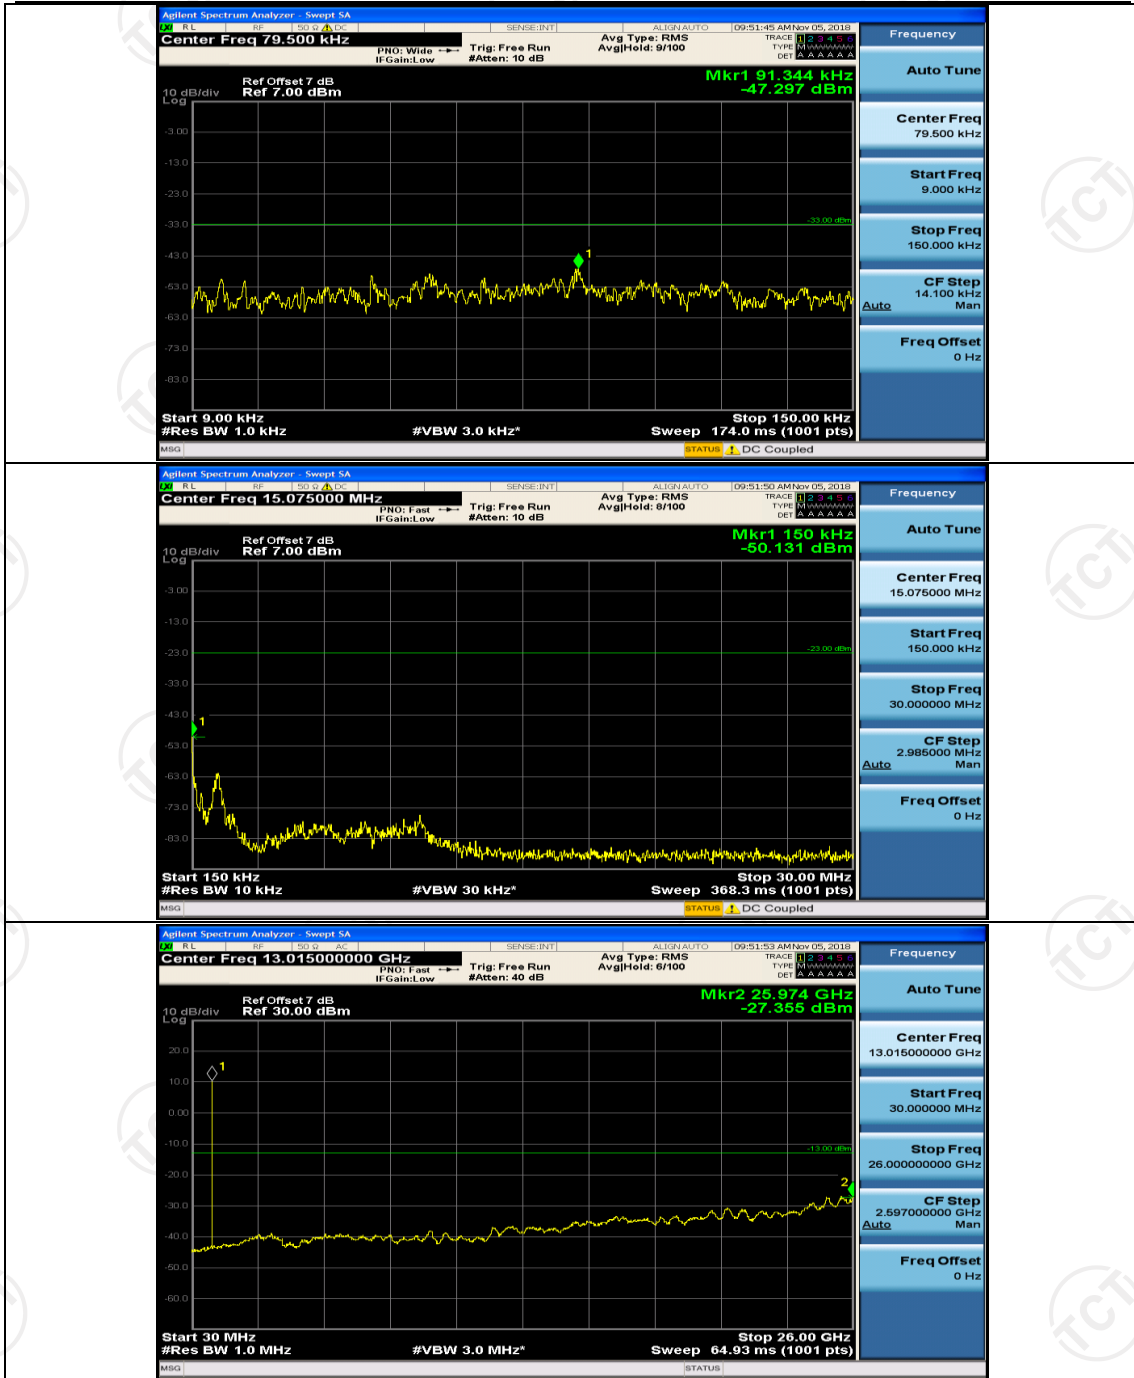 Agilent Spectrum Analyzer - Swept SA
LXI RL RF 50 Ω DC SENSE:INT ALIGN AUTO 09:51:45 AM Nov 05, 2018
Center Freq 79.500 kHz
PNO: Wide
IFGain:Low
Trig: Free Run
#Atten: 10 dB
Avg Type: RMS
Avg|Hold: 9/100
TRACE 1 2 3 4 5 6
TYPE M W W W W W
DET A A A A A A
Ref Offset 7 dB
10 dB/div Ref 7.00 dBm
Log
Mkr1 91.344 kHz
-47.297 dBm
-3.00
-13.0
-23.0
-33.0
-33.00 dBm
-43.0
1
-53.0
-63.0
-73.0
-83.0
Start 9.00 kHz Stop 150.00 kHz
#Res BW 1.0 kHz #VBW 3.0 kHz* Sweep 174.0 ms (1001 pts)
MSG STATUS DC Coupled
Frequency
Auto Tune
Center Freq
79.500 kHz
Start Freq
9.000 kHz
Stop Freq
150.000 kHz
CF Step
14.100 kHz
Auto Man
Freq Offset
0 Hz
Agilent Spectrum Analyzer - Swept SA
LXI RL RF 50 Ω DC SENSE:INT ALIGN AUTO 09:51:50 AM Nov 05, 2018
Center Freq 15.075000 MHz
PNO: Fast
IFGain:Low
Trig: Free Run
#Atten: 10 dB
Avg Type: RMS
Avg|Hold: 8/100
TRACE 1 2 3 4 5 6
TYPE M W W W W W
DET A A A A A A
Ref Offset 7 dB
10 dB/div Ref 7.00 dBm
Log
Mkr1 150 kHz
-50.131 dBm
-3.00
-13.0
-23.0
-23.00 dBm
-33.0
-43.0
1
-53.0
-63.0
-73.0
-83.0
Start 150 kHz Stop 30.00 MHz
#Res BW 10 kHz #VBW 30 kHz* Sweep 368.3 ms (1001 pts)
MSG STATUS DC Coupled
Frequency
Auto Tune
Center Freq
15.075000 MHz
Start Freq
150.000 kHz
Stop Freq
30.000000 MHz
CF Step
2.985000 MHz
Auto Man
Freq Offset
0 Hz
Agilent Spectrum Analyzer - Swept SA
LXI RL RF 50 Ω AC SENSE:INT ALIGN AUTO 09:51:53 AM Nov 05, 2018
Center Freq 13.015000000 GHz
PNO: Fast
IFGain:Low
Trig: Free Run
#Atten: 40 dB
Avg Type: RMS
Avg|Hold: 6/100
TRACE 1 2 3 4 5 6
TYPE M W W W W W
DET A A A A A A
Ref Offset 7 dB
10 dB/div Ref 30.00 dBm
Log
Mkr2 25.974 GHz
-27.355 dBm
20.0
1
10.0
0.00
-10.0
-13.00 dBm
-20.0
2
-30.0
-40.0
-50.0
-60.0
Start 30 MHz Stop 26.00 GHz
#Res BW 1.0 MHz #VBW 3.0 MHz* Sweep 64.93 ms (1001 pts)
MSG STATUS
Frequency
Auto Tune
Center Freq
13.015000000 GHz
Start Freq
30.000000 MHz
Stop Freq
26.000000000 GHz
CF Step
2.597000000 GHz
Auto Man
Freq Offset
0 Hz
TCT
TCT
TCT
TCT